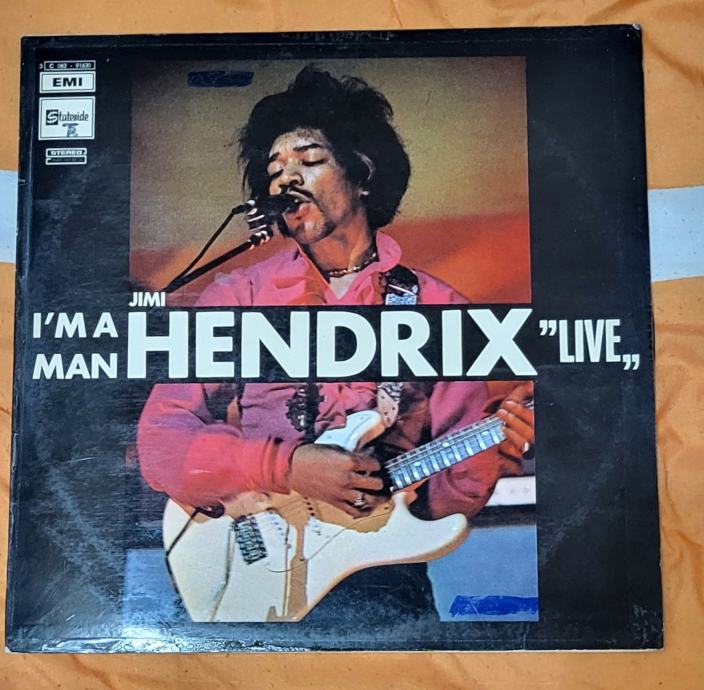 3 C 062 - 91630
EMI
Stateside
STEREO
JIMI
I'M A
MAN
HENDRIX
"LIVE„